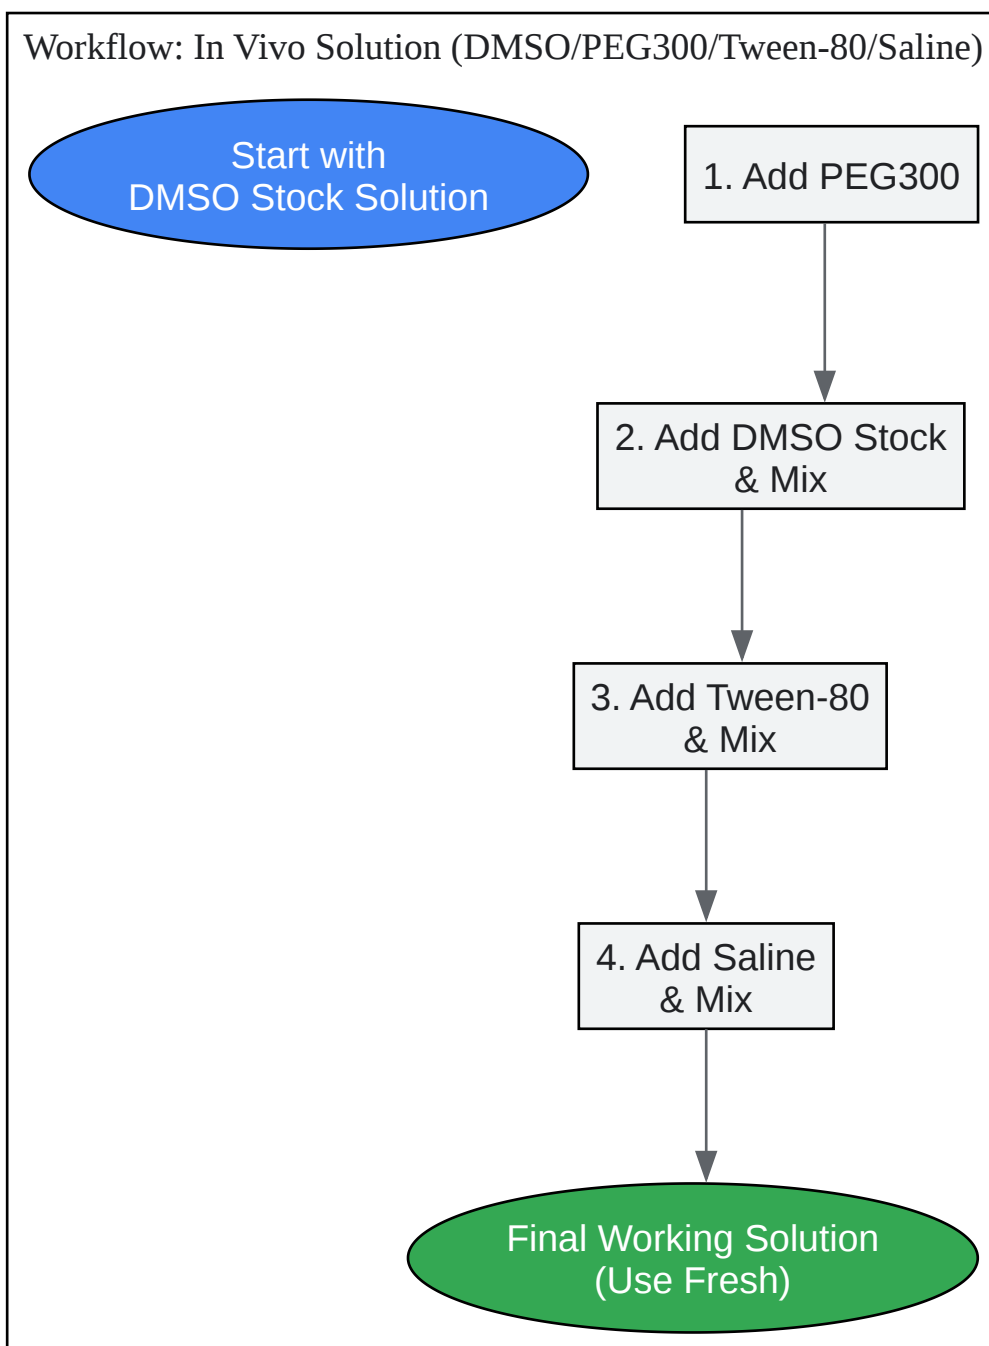 Workflow: In Vivo Solution (DMSO/PEG300/Tween-80/Saline)
Start with
DMSO Stock Solution
1. Add PEG300
2. Add DMSO Stock
& Mix
3. Add Tween-80
& Mix
4. Add Saline
& Mix
Final Working Solution
(Use Fresh)